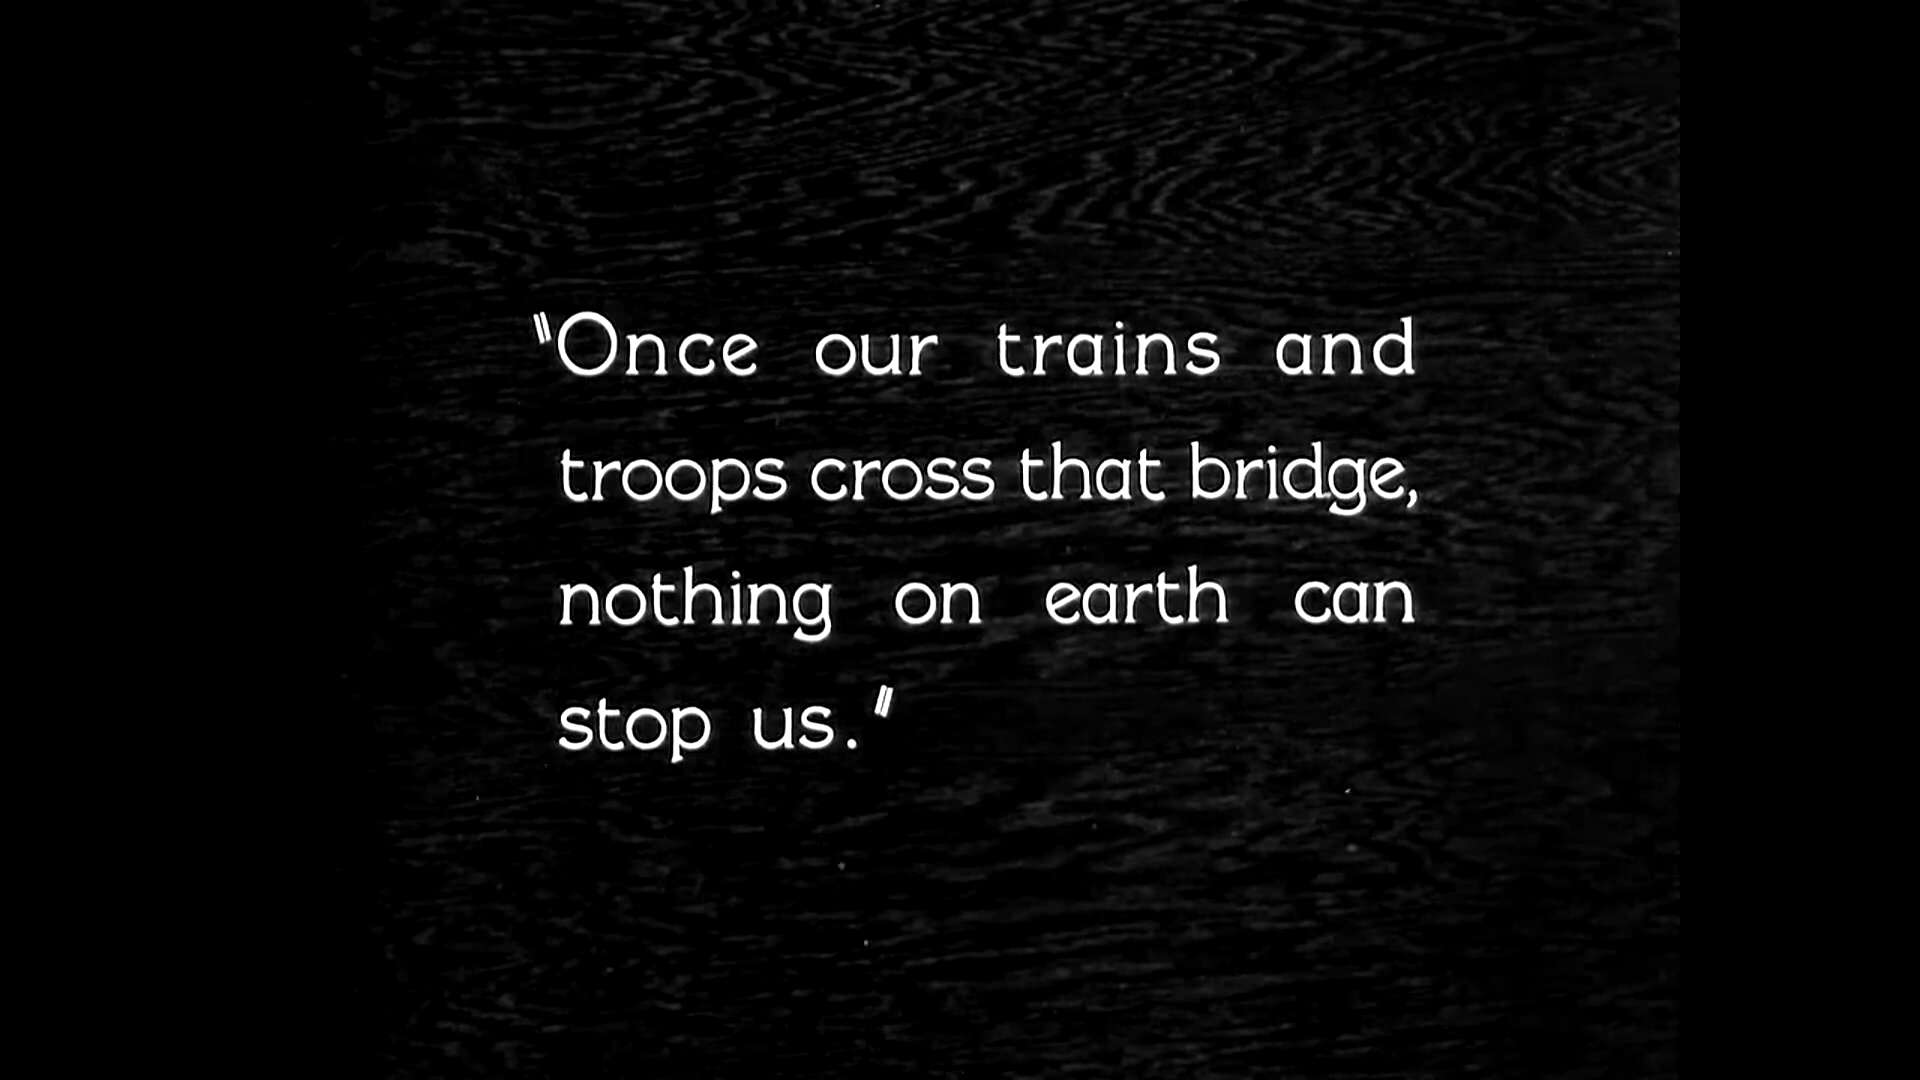 "Once our trains and
troops cross that bridge,
nothing on earth can
stop us."